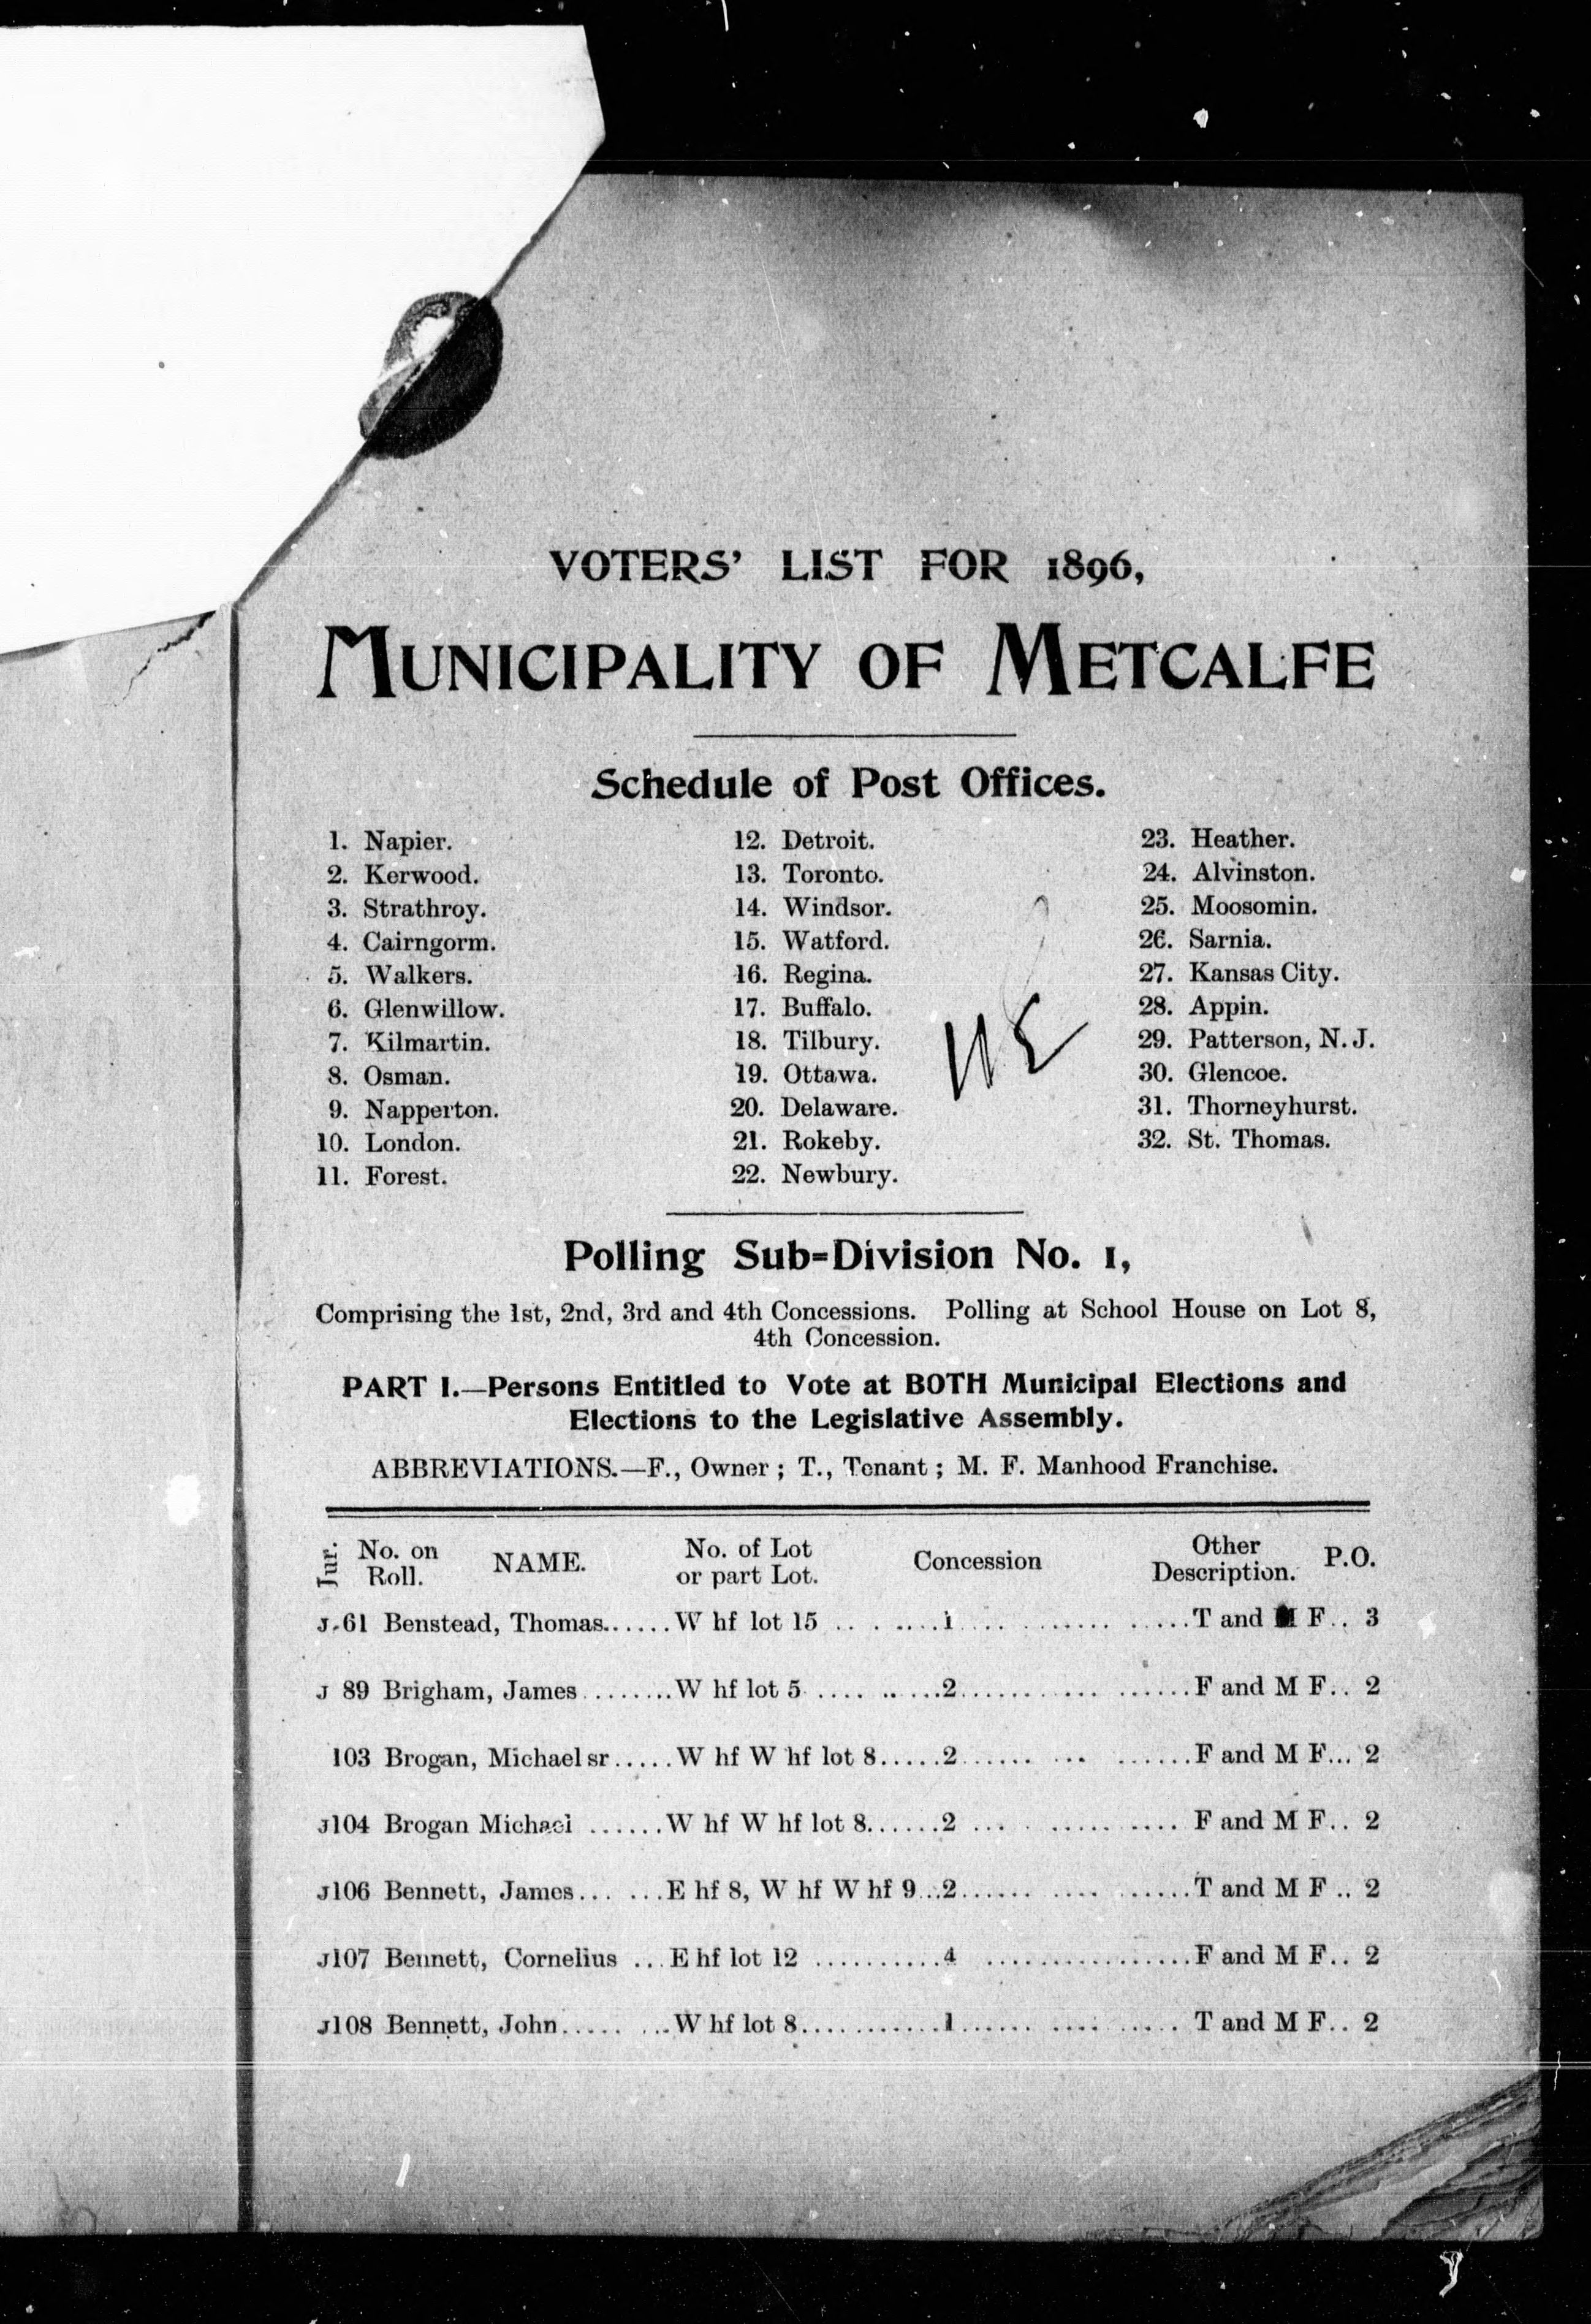 VOTERS' LIST FOR 1896,
MUNICIPALITY OF METCALFE
Schedule of Post Offices.
1. Napier.
2. Kerwood.
3. Strathroy.
4. Cairngorm.
5. Walkers.
6. Glenwillow.
7. Kilmartin.
8. Osman.
9. Napperton.
10. London.
11. Forest.
12. Detroit.
13. Toronto.
14. Windsor.
15. Watford.
16. Regina.
17. Buffalo.
18. Tilbury.
19. Ottawa.
20. Delaware.
21. Rokeby.
22. Newbury.
23. Heather.
24. Alvinston.
25. Moosomin.
26. Sarnia.
27. Kansas City.
28. Appin.
29. Patterson, N. J.
30. Glencoe.
31. Thorneyhurst.
32. St. Thomas.
Polling Sub-Division No. 1,
Comprising the 1st, 2nd, 3rd and 4th Concessions. Polling at School House on Lot 8,
4th Concession.
PART I.—Persons Entitled to Vote at BOTH Municipal Elections and
Elections to the Legislative Assembly.
ABBREVIATIONS.—F., Owner; T., Tenant; M. F. Manhood Franchise.
Jur. No. on Roll. NAME. No. of Lot or part Lot. Concession Other Description. P.O.
J 61 Benstead, Thomas......W hf lot 15 .. . .....1.... ....... .....T and M F.. 3
J 89 Brigham, James........W hf lot 5 .... .. ....2.......... ... ......F and M F.. 2
103 Brogan, Michael sr.....W hf W hf lot 8.....2...... ... ......F and M F... 2
J104 Brogan Michael ......W hf W hf lot 8......2 ... . ..... .... F and M F.. 2
J106 Bennett, James... ...E hf 8, W hf W hf 9...2...... .... ......T and M F .. 2
J107 Bennett, Cornelius ...E hf lot 12 ..........4 ................F and M F.. 2
J108 Bennett, John..... ...W hf lot 8...........1...... .... .. .... T and M F.. 2